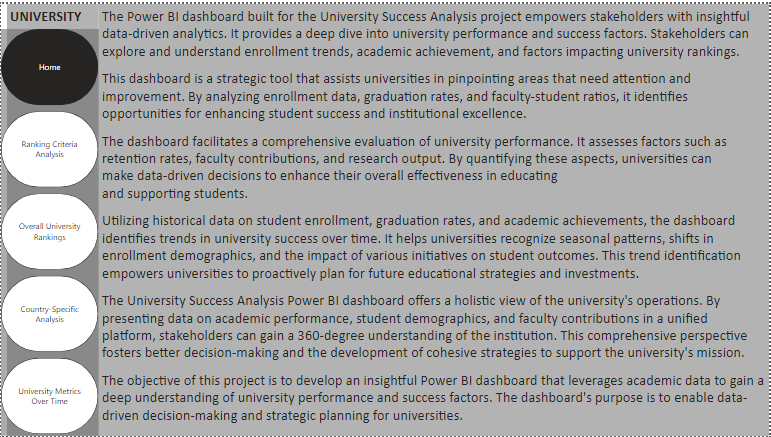 UNIVERSITY
Home
Ranking Criteria
Analysis
Overall University
Rankings
Country-Specific
Analysis
University Metrics
Over Time
The Power BI dashboard built for the University Success Analysis project empowers stakeholders with insightful
data-driven analytics. It provides a deep dive into university performance and success factors. Stakeholders can
explore and understand enrollment trends, academic achievement, and factors impacting university rankings.
This dashboard is a strategic tool that assists universities in pinpointing areas that need attention and
improvement. By analyzing enrollment data, graduation rates, and faculty-student ratios, it identifies
opportunities for enhancing student success and institutional excellence.
The dashboard facilitates a comprehensive evaluation of university performance. It assesses factors such as
retention rates, faculty contributions, and research output. By quantifying these aspects, universities can
make data-driven decisions to enhance their overall effectiveness in educating
and supporting students.
Utilizing historical data on student enrollment, graduation rates, and academic achievements, the dashboard
identifies trends in university success over time. It helps universities recognize seasonal patterns, shifts in
enrollment demographics, and the impact of various initiatives on student outcomes. This trend identification
empowers universities to proactively plan for future educational strategies and investments.
The University Success Analysis Power BI dashboard offers a holistic view of the university's operations. By
presenting data on academic performance, student demographics, and faculty contributions in a unified
platform, stakeholders can gain a 360-degree understanding of the institution. This comprehensive perspective
fosters better decision-making and the development of cohesive strategies to support the university's mission.
The objective of this project is to develop an insightful Power BI dashboard that leverages academic data to gain a
deep understanding of university performance and success factors. The dashboard's purpose is to enable data-
driven decision-making and strategic planning for universities.